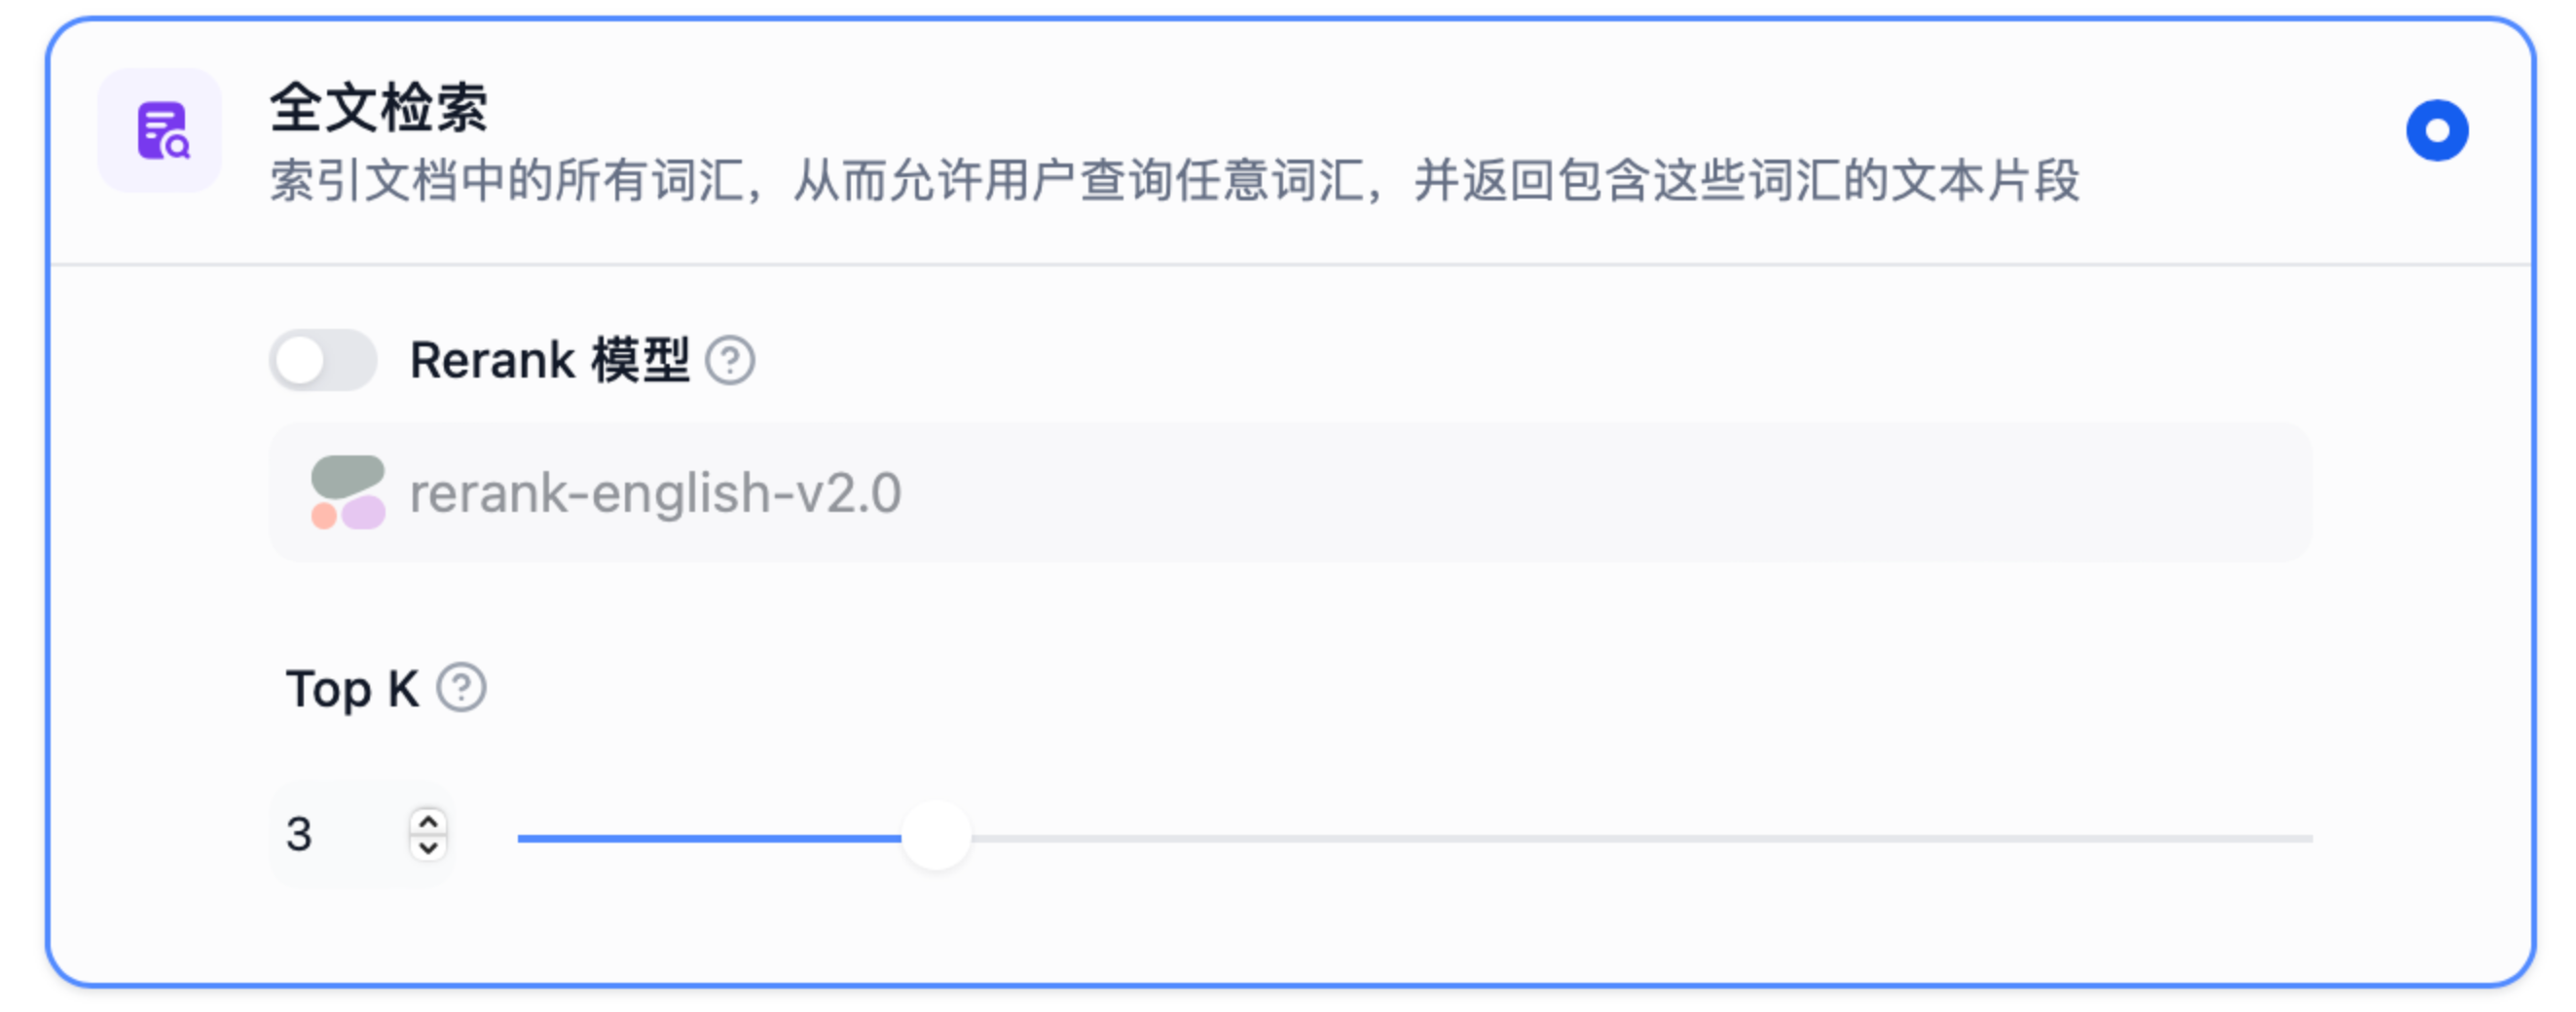 全文检索
索引文档中的所有词汇，从而允许用户查询任意词汇，并返回包含这些词汇的文本片段
Rerank 模型
rerank-english-v2.0
Top K
3